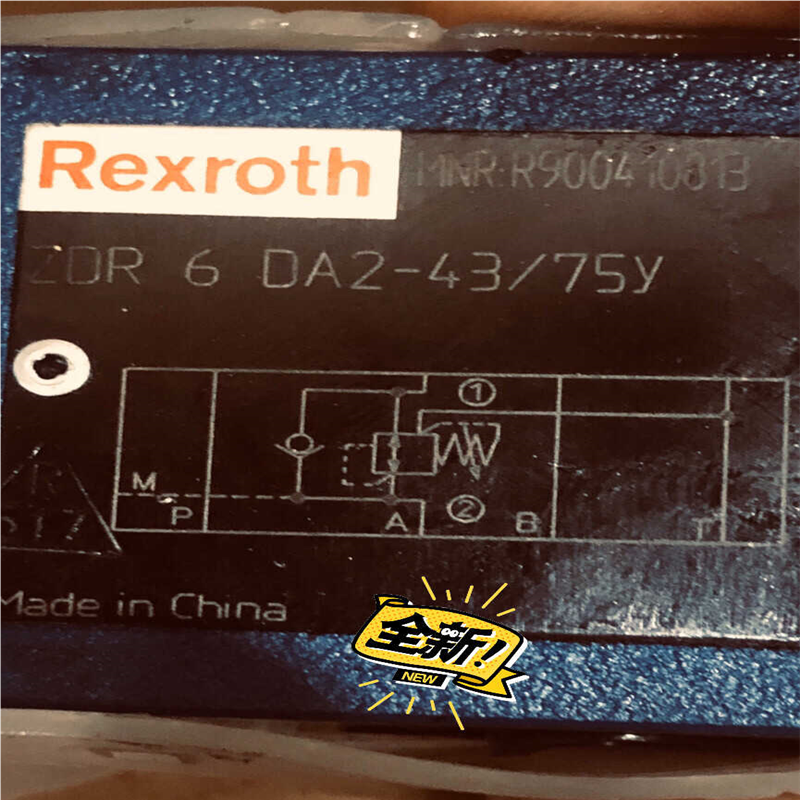 Rexroth
MNR: R900410813
ZDR 6 DA2-43/75Y
①
M
②
P
A
B
T
Made in China
全新!
NEW